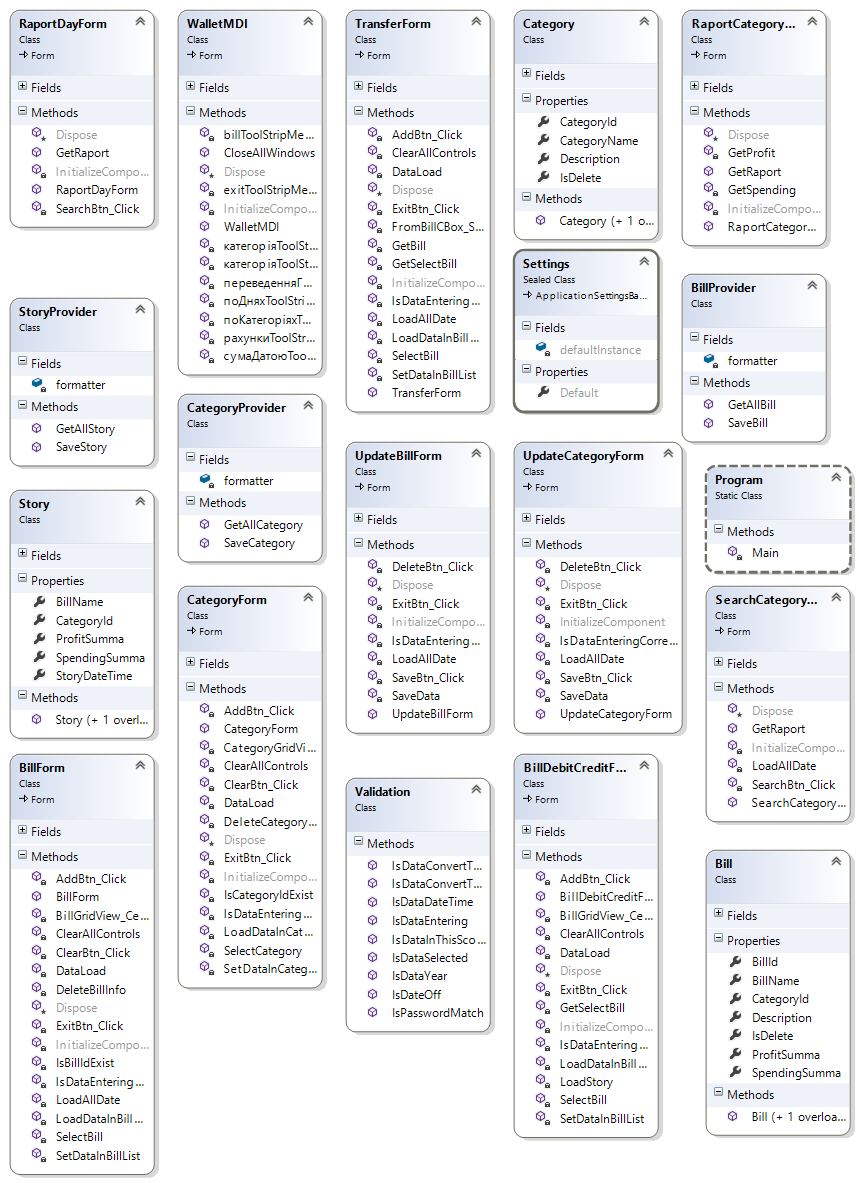 RaportDayForm
Class
Form
Fields
Methods
Dispose
GetRaport
InitializeCompo...
RaportDayForm
SearchBtn_Click
StoryProvider
Class
Fields
formatter
Methods
GetAllStory
SaveStory
Story
Class
Fields
Properties
BillName
CategoryId
ProfitSumma
SpendingSumma
StoryDateTime
Methods
Story (+ 1 overl...
BillForm
Class
Form
Fields
Methods
AddBtn_Click
BillForm
BillGridView_Ce...
ClearAllControls
ClearBtn_Click
DataLoad
DeleteBillInfo
Dispose
ExitBtn_Click
InitializeCompo...
IsBillIdExist
IsDataEntering...
LoadAllDate
LoadDataInBill...
SelectBill
SetDataInBillList
WalletMDI
Class
Form
Fields
Methods
billToolStripMe...
CloseAllWindows
Dispose
exitToolStripMe...
InitializeCompo...
WalletMDI
категоріяToolSt...
категоріяToolSt...
переведенняГ...
поДняхToolStri...
поКатегоріяхT...
рахункиToolStr...
сумаДатоюToo...
CategoryProvider
Class
Fields
formatter
Methods
GetAllCategory
SaveCategory
CategoryForm
Class
Form
Fields
Methods
AddBtn_Click
CategoryForm
CategoryGridVi...
ClearAllControls
ClearBtn_Click
DataLoad
DeleteCategory...
Dispose
ExitBtn_Click
InitializeCompo...
IsCategoryIdExist
IsDataEntering...
LoadDataInCat...
SelectCategory
SetDataInCateg...
TransferForm
Class
Form
Fields
Methods
AddBtn_Click
ClearAllControls
DataLoad
Dispose
ExitBtn_Click
FromBillCBox_S...
GetBill
GetSelectBill
InitializeCompo...
IsDataEntering...
LoadAllDate
LoadDataInBill...
SelectBill
SetDataInBillList
TransferForm
UpdateBillForm
Class
Form
Fields
Methods
DeleteBtn_Click
Dispose
ExitBtn_Click
InitializeCompo...
IsDataEntering...
LoadAllDate
SaveBtn_Click
SaveData
UpdateBillForm
Validation
Class
Methods
IsDataConvertT...
IsDataConvertT...
IsDataDateTime
IsDataEntering
IsDataInThisSco...
IsDataSelected
IsDataYear
IsDateOff
IsPasswordMatch
Category
Class
Fields
Properties
CategoryId
CategoryName
Description
IsDelete
Methods
Category (+ 1 o...
Settings
Sealed Class
ApplicationSettingsBa...
Fields
defaultInstance
Properties
Default
UpdateCategoryForm
Class
Form
Fields
Methods
DeleteBtn_Click
Dispose
ExitBtn_Click
InitializeComponent
IsDataEnteringCorre...
LoadAllDate
SaveBtn_Click
SaveData
UpdateCategoryForm
BillDebitCreditF...
Class
Form
Fields
Methods
AddBtn_Click
BillDebitCreditF...
BillGridView_Ce...
ClearAllControls
DataLoad
Dispose
ExitBtn_Click
GetSelectBill
InitializeCompo...
IsDataEntering...
LoadDataInBill...
LoadStory
SelectBill
SetDataInBillList
RaportCategory...
Class
Form
Fields
Methods
Dispose
GetProfit
GetRaport
GetSpending
InitializeCompo...
RaportCategor...
BillProvider
Class
Fields
formatter
Methods
GetAllBill
SaveBill
Program
Static Class
Methods
Main
SearchCategory...
Class
Form
Fields
Methods
Dispose
GetRaport
InitializeCompo...
LoadAllDate
SearchBtn_Click
SearchCategory...
Bill
Class
Fields
Properties
BillId
BillName
CategoryId
Description
IsDelete
ProfitSumma
SpendingSumma
Methods
Bill (+ 1 overloa...